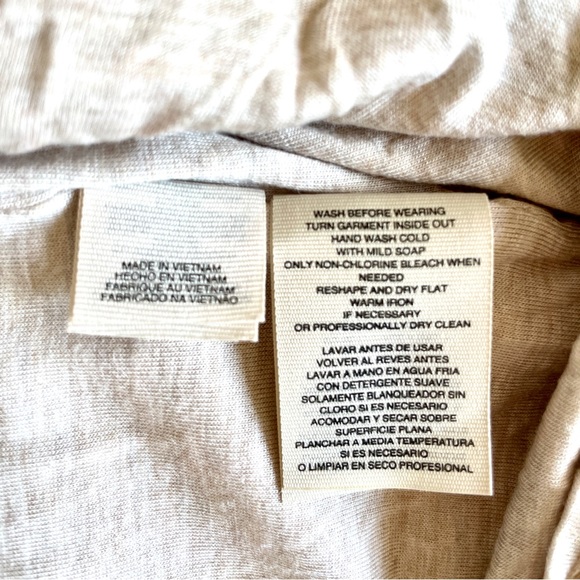 MADE IN VIETNAM
HECHO EN VIETNAM
FABRIQUE AU VIETNAM
FABRICADO NA VIETNÃO
WASH BEFORE WEARING
TURN GARMENT INSIDE OUT
HAND WASH COLD
WITH MILD SOAP
ONLY NON-CHLORINE BLEACH WHEN
NEEDED
RESHAPE AND DRY FLAT
WARM IRON
IF NECESSARY
OR PROFESSIONALLY DRY CLEAN
LAVAR ANTES DE USAR
VOLVER AL REVES ANTES
LAVAR A MANO EN AGUA FRIA
CON DETERGENTE SUAVE
SOLAMENTE BLANQUEADOR SIN
CLORO SI ES NECESARIO
ACOMODAR Y SECAR SOBRE
SUPERFICIE PLANA
PLANCHAR A MEDIA TEMPERATURA
SI ES NECESARIO
O LIMPIAR EN SECO PROFESIONAL